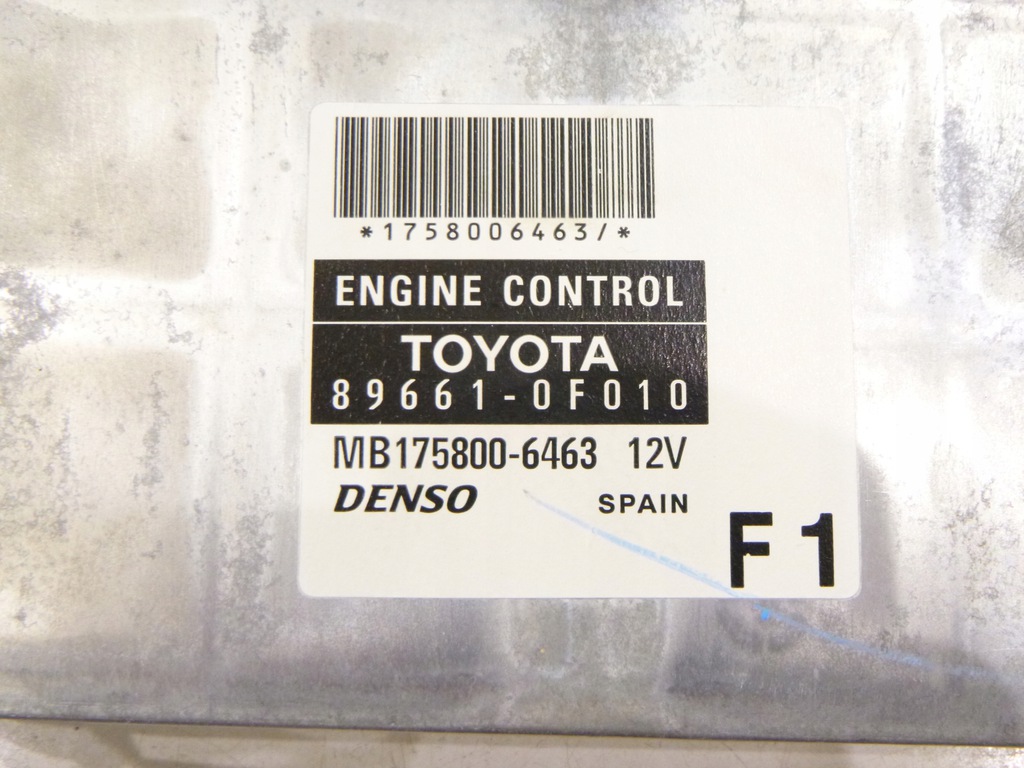 *1758006463/*
ENGINE CONTROL
TOYOTA
89661-0F010
MB175800-6463 12V
DENSO SPAIN
F1